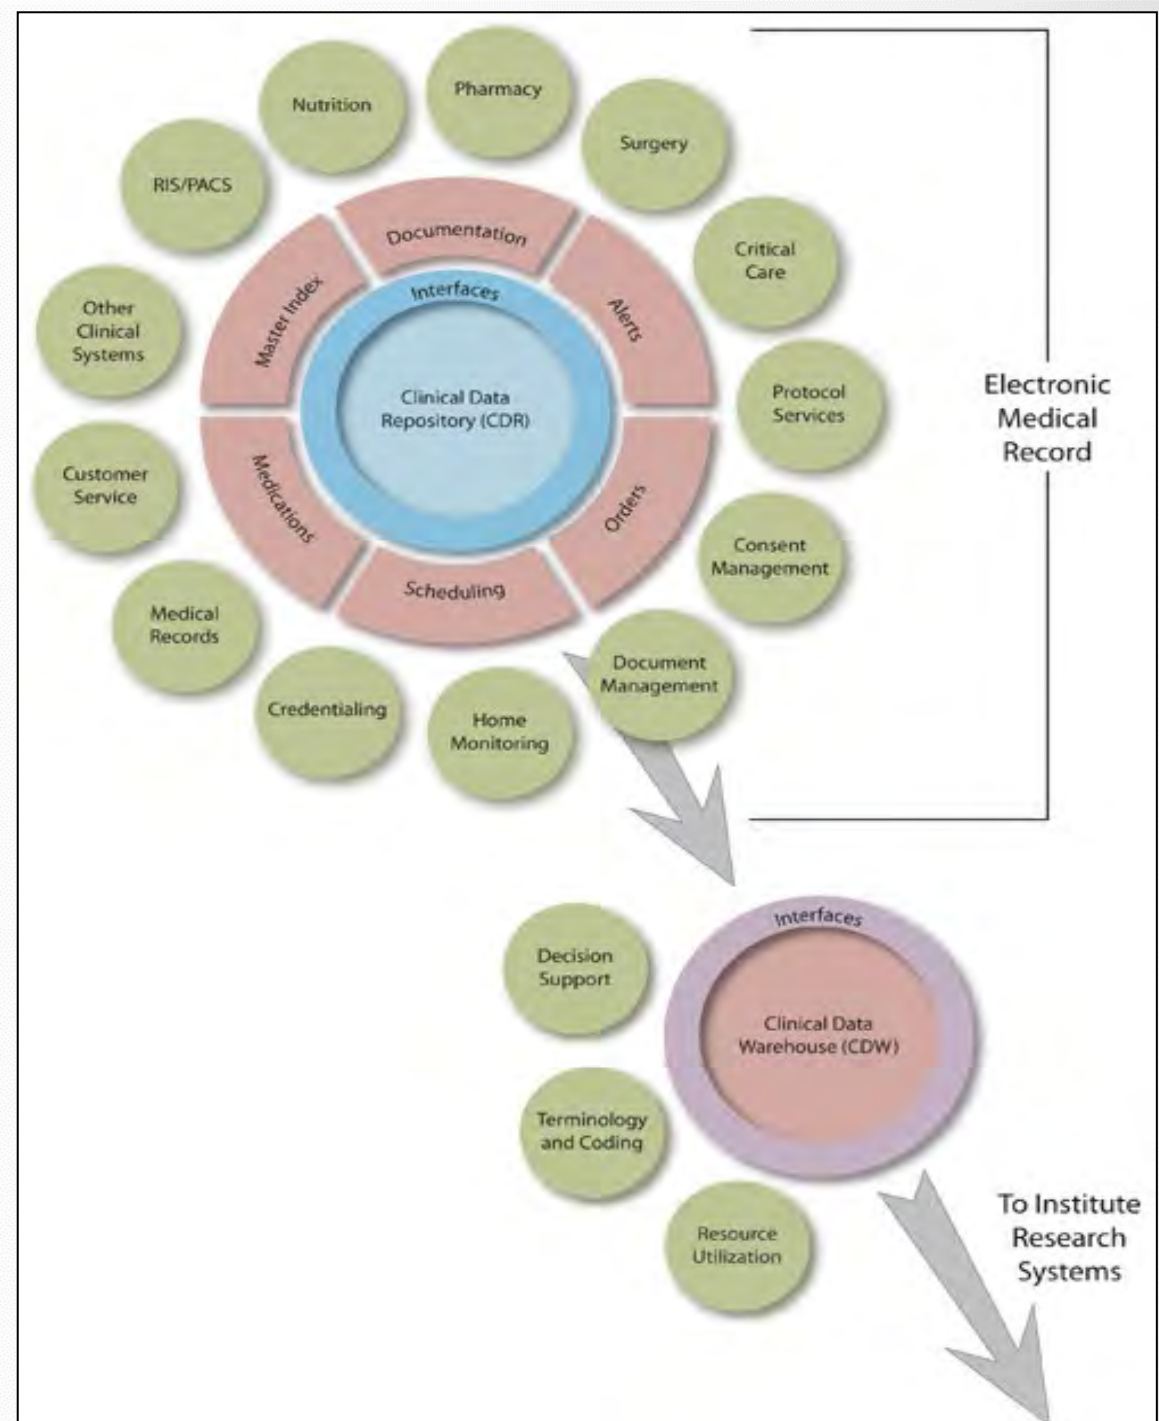 Pharmacy
Nutrition
Surgery
RIS/PACS
Documentation
Critical
Care
Interfaces
Master Index
Alerts
Other
Clinical
Systems
Clinical Data
Repository (CDR)
Protocol
Services
Electronic
Medical
Record
Customer
Service
Medications
Orders
Consent
Management
Scheduling
Medical
Records
Document
Management
Credentialing
Home
Monitoring
Interfaces
Decision
Support
Clinical Data
Warehouse (CDW)
Terminology
and Coding
Resource
Utilization
To Institute
Research
Systems